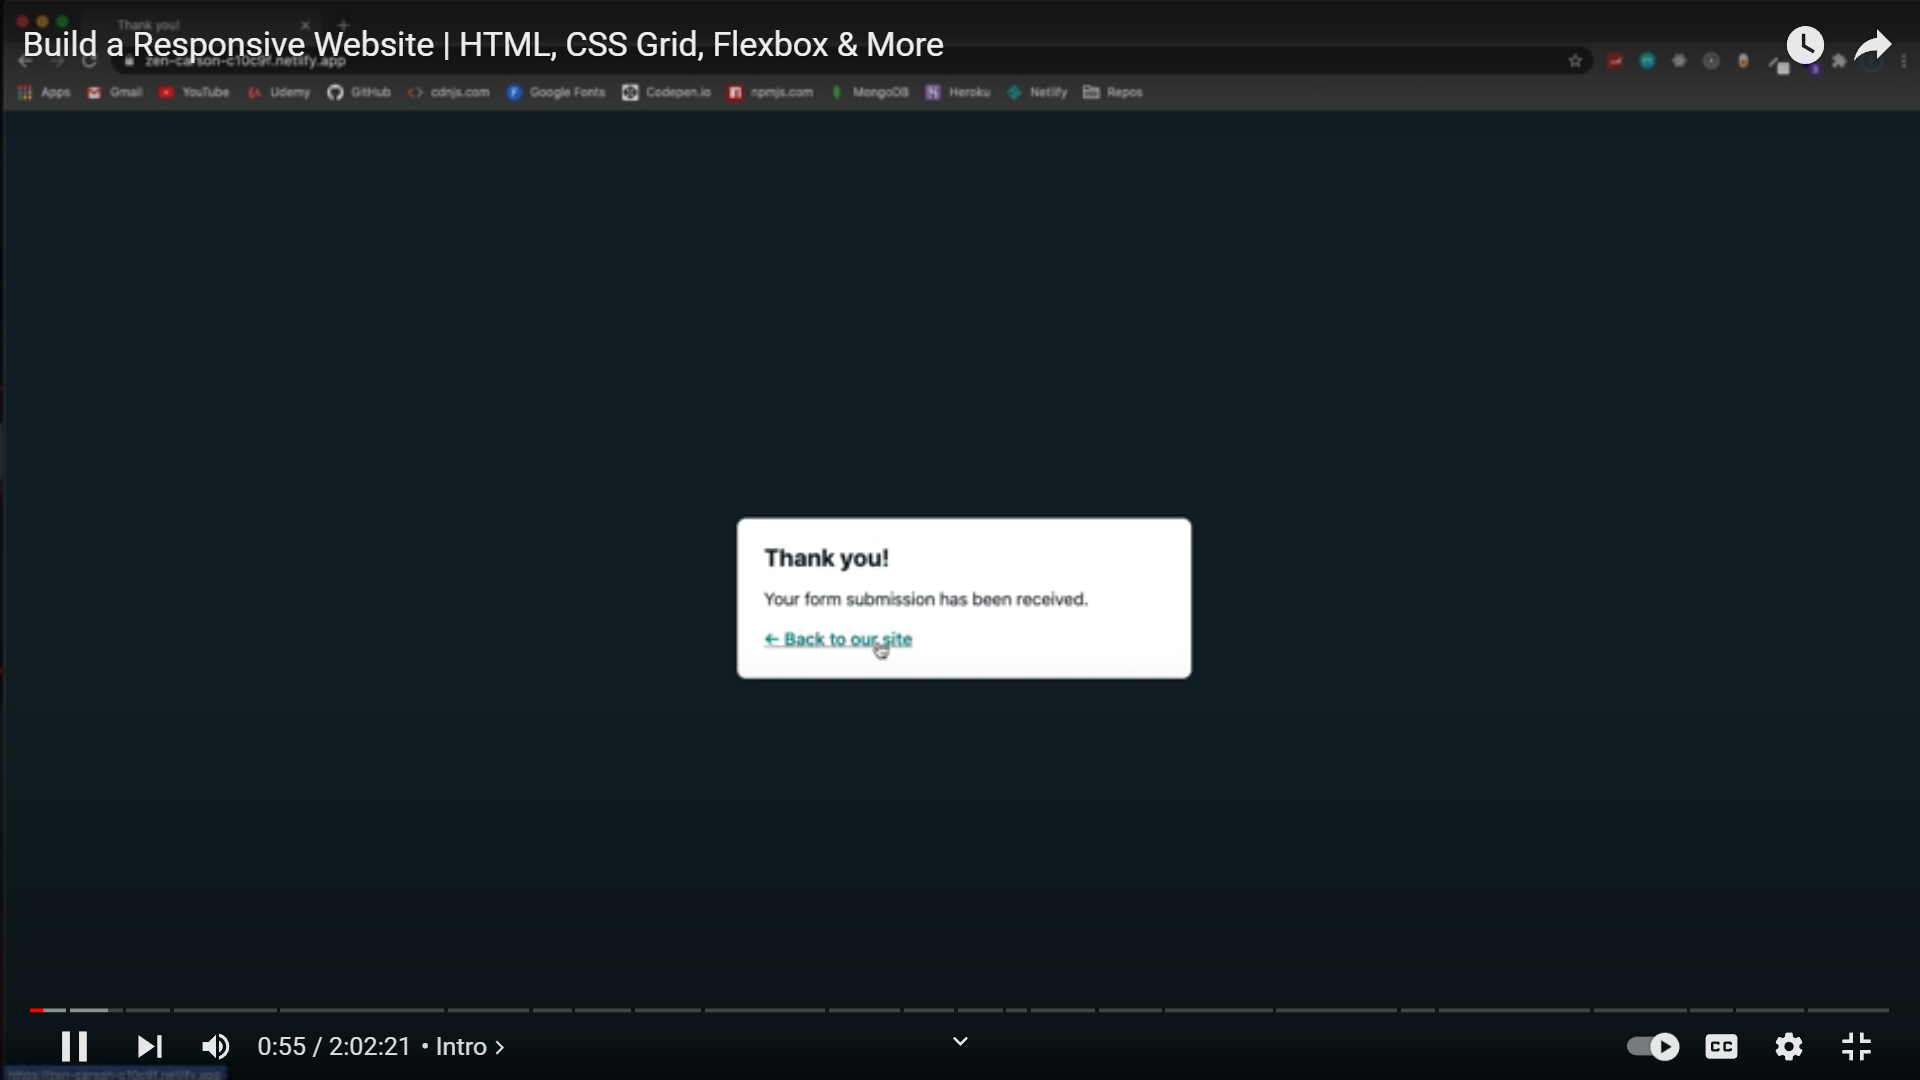 Thank you!
Build a Responsive Website | HTML, CSS Grid, Flexbox & More
zen-carson-c10c9f.netlify.app
Apps Gmail YouTube Udemy GitHub cdnjs.com Google Fonts Codepen.io npmjs.com MongoDB Heroku Netlify Repos
Thank you!
Your form submission has been received.
← Back to our site
0:55 / 2:02:21 • Intro >
CC
https://zen-carson-c10c9f.netlify.app